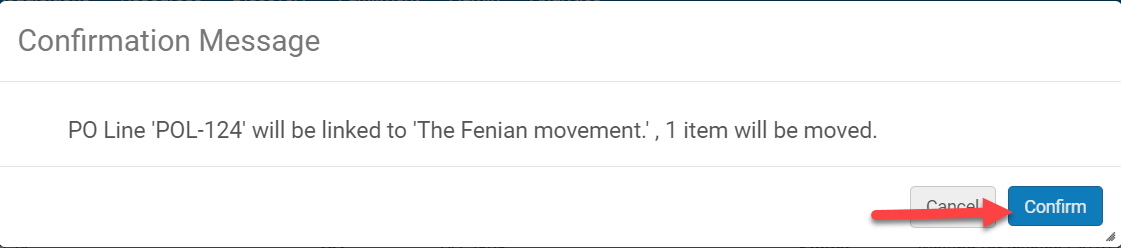 Confirmation Message
PO Line 'POL-124' will be linked to 'The Fenian movement.' , 1 item will be moved.
Cancel Confirm